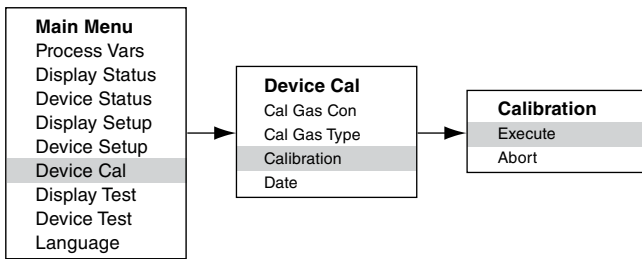 Main Menu
Process Vars
Display Status
Device Status
Display Setup
Device Setup
Device Cal
Display Test
Device Test
Language
Device Cal
Cal Gas Con
Cal Gas Type
Calibration
Date
Calibration
Execute
Abort